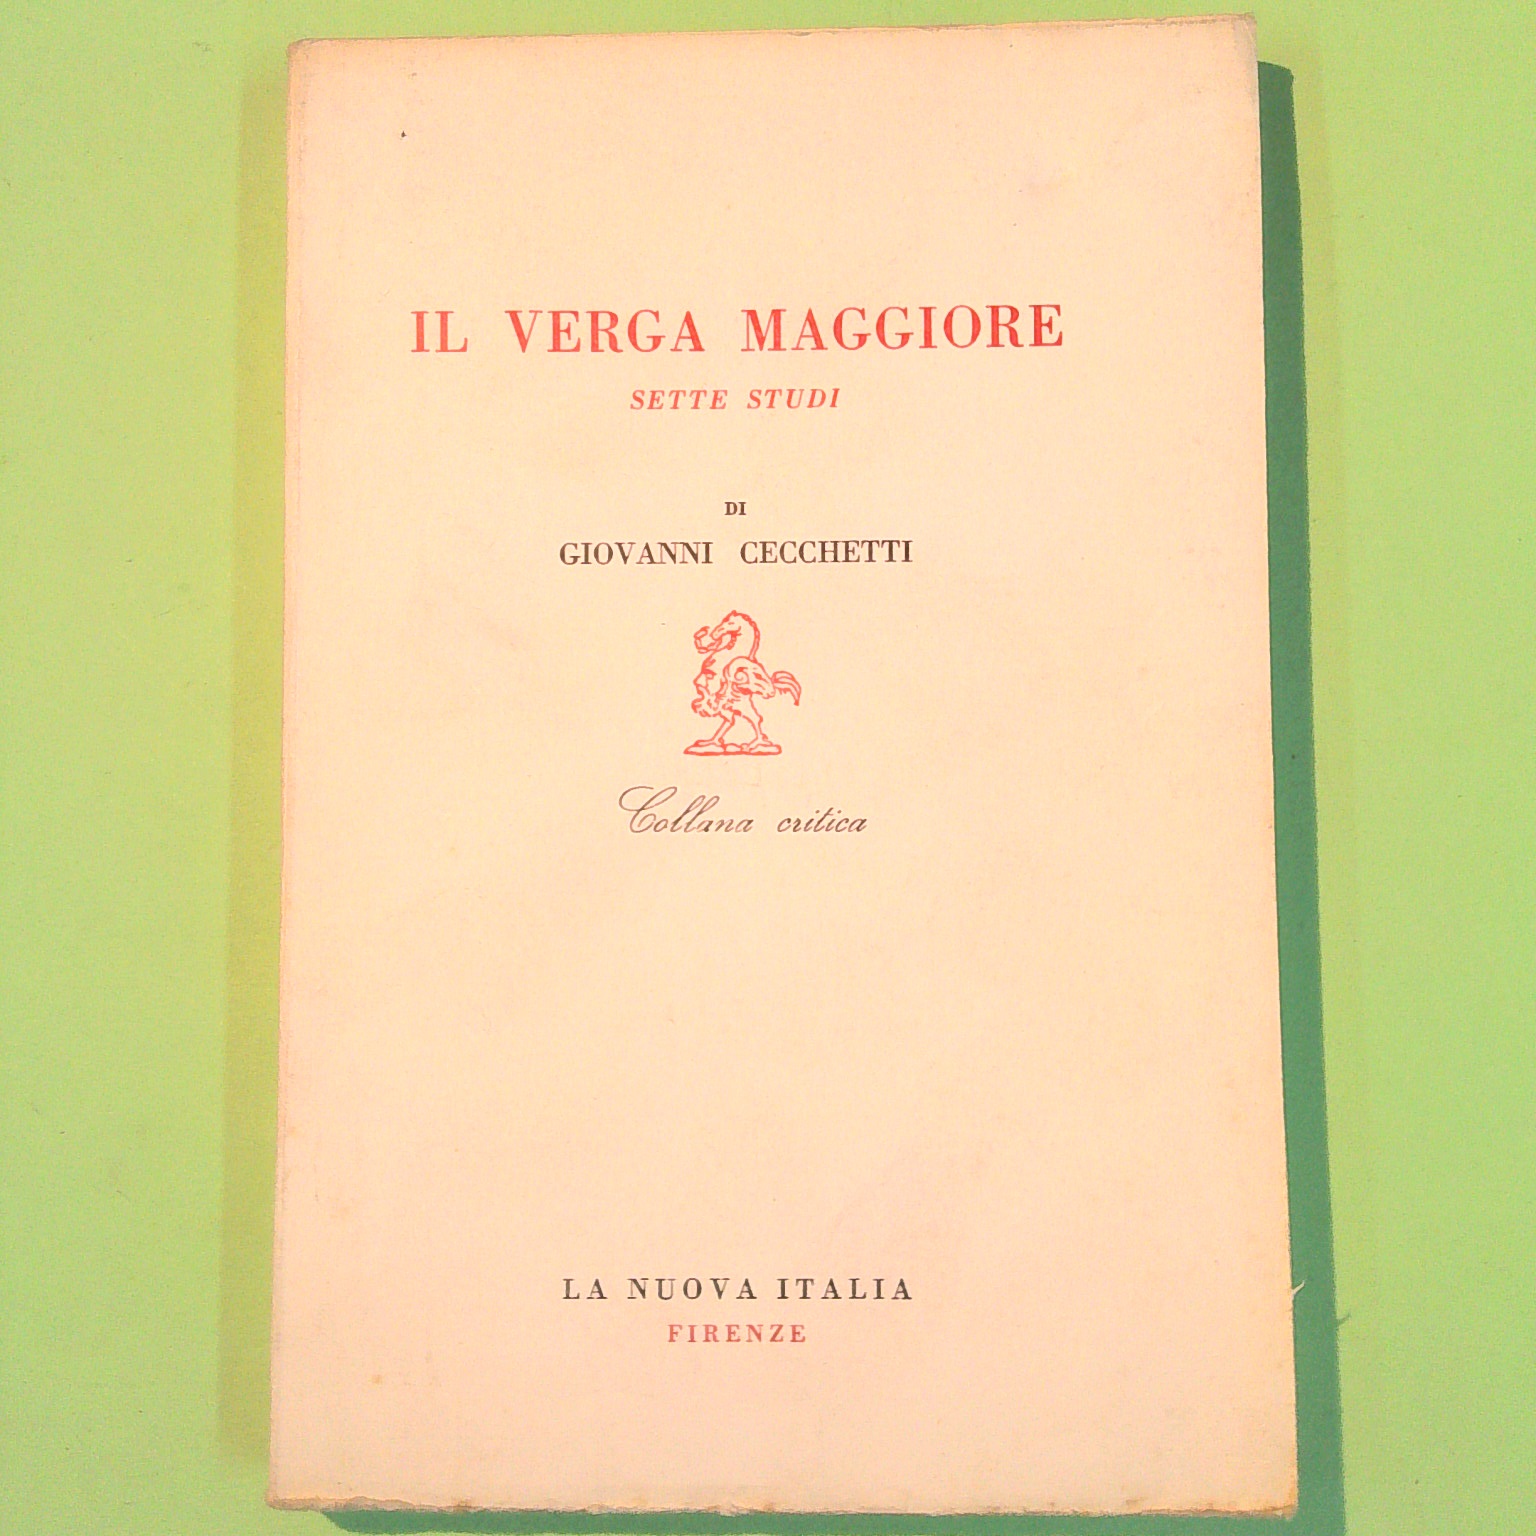 IL VERGA MAGGIORE
SETTE STUDI
DI
GIOVANNI CECCHETTI
Collana critica
LA NUOVA ITALIA
FIRENZE